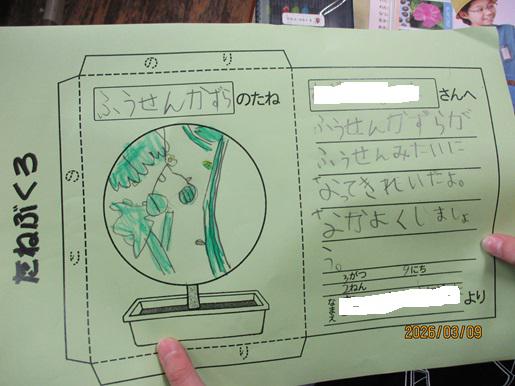 たねぶくろ
のり
のり
り
ふうせんかずらのたね
さんへ
ふうせんかずらが
ふうせんみたいに
なってきれいだよ。
なかよくしましょ
う。
3がつ 9にち
1ねん
なまえ
より
2026/03/09